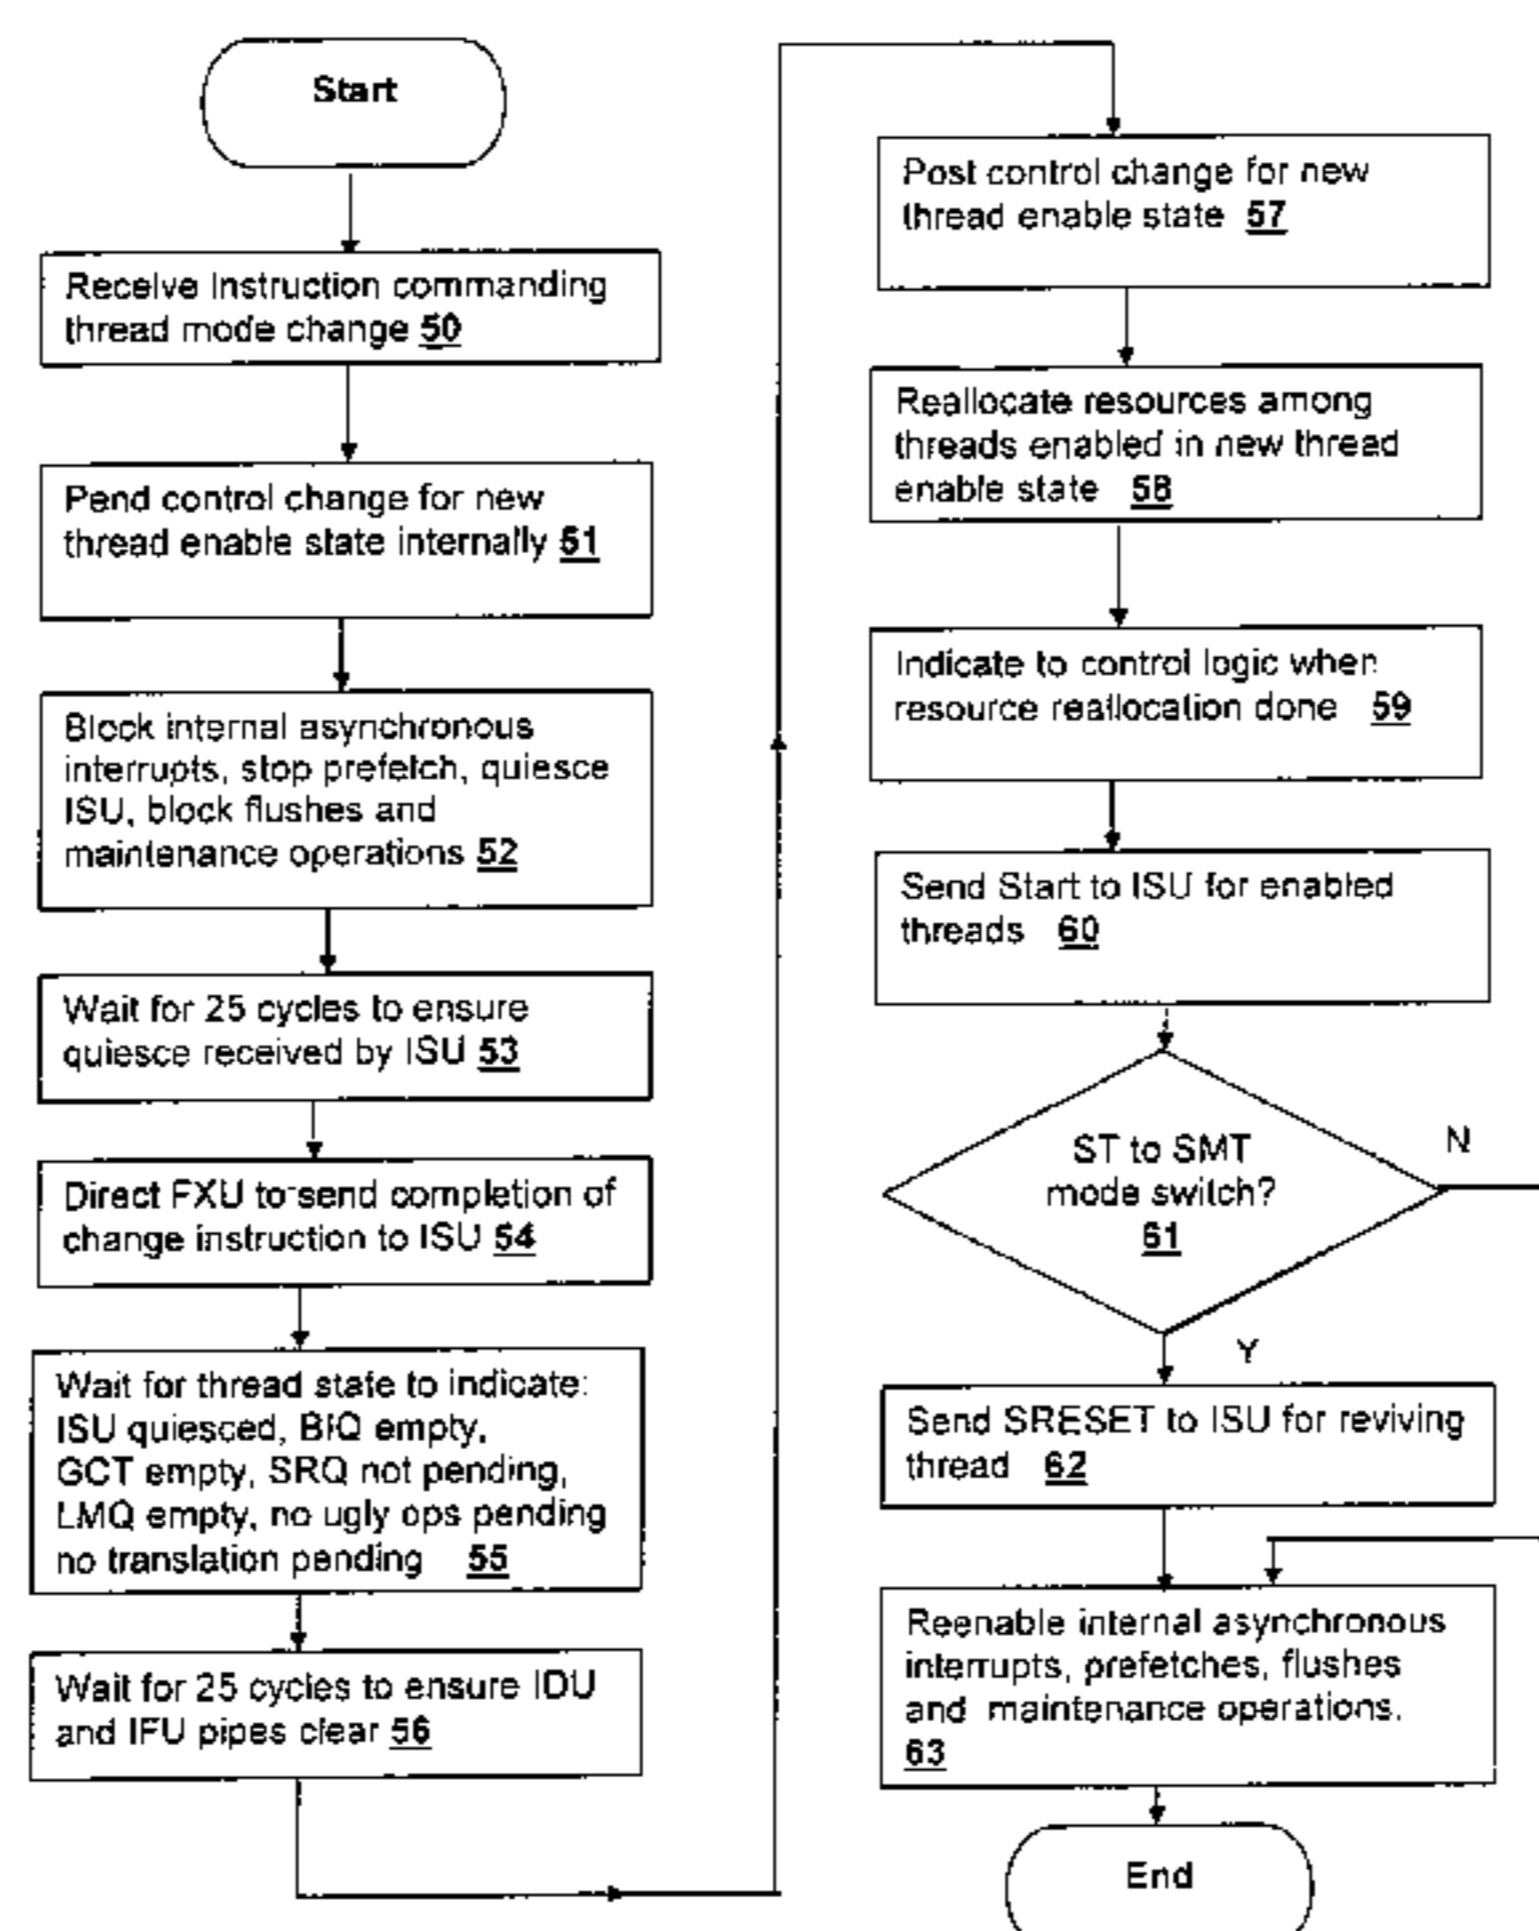 Start
Receive Instruction commanding
thread mode change 50
Pend control change for new
thread enable state internally 51
Block internal asynchronous
interrupts, stop prefetch, quiesce
ISU, block flushes and
maintenance operations 52
Wait for 25 cycles to ensure
quiesce received by ISU 53
Direct FXU to send completion of
change instruction to ISU 54
Wait for thread state to indicate:
ISU quiesced, BIQ empty,
GCT empty, SRQ not pending,
LMQ empty, no ugly ops pending
no translation pending 55
Wait for 25 cycles to ensure IDU
and IFU pipes clear 56
Post control change for new
thread enable state 57
Reallocate resources among
threads enabled in new thread
enable state 58
Indicate to control logic when
resource reallocation done 59
Send Start to ISU for enabled
threads 60
ST to SMT
mode switch?
61
N
Y
Send SRESET to ISU for reviving
thread 62
Reenable internal asynchronous
interrupts, prefetches, flushes
and maintenance operations.
63
End